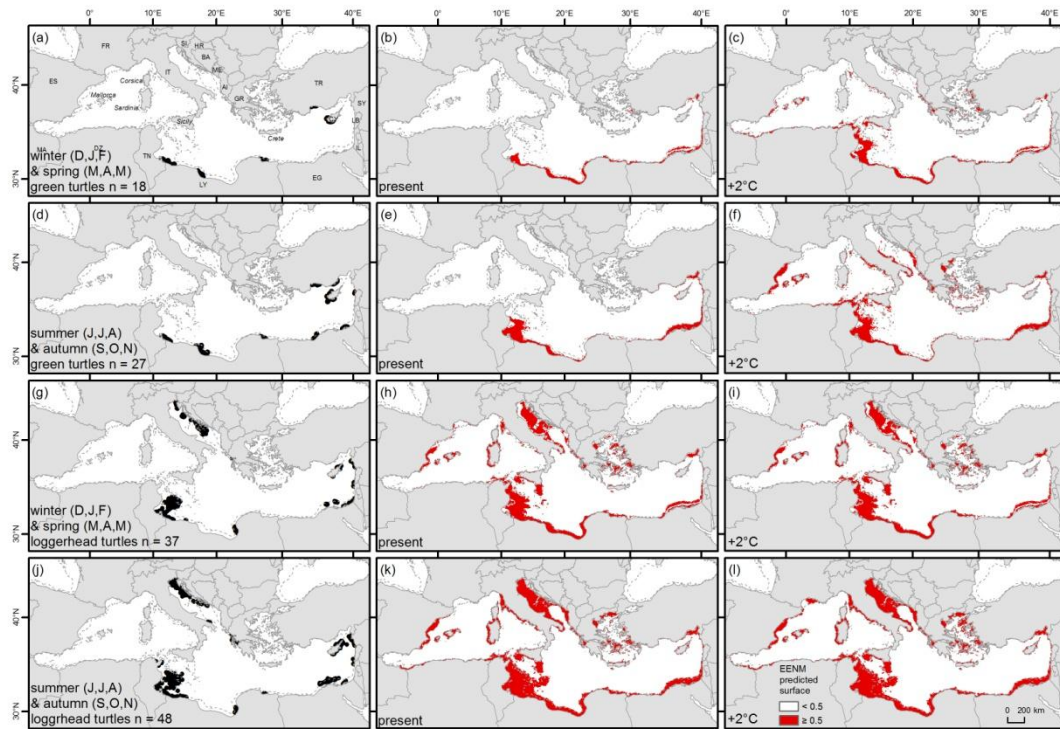 0° 10°E 20°E 30°E 40°E 0° 10°E 20°E 30°E 40°E 0° 10°E 20°E 30°E 40°E
(a) (b) (c)
FR SI HR
BA
ES Corsica IT ME TR
40°N
Mallorca Al GR SY
Sardinia
Sicily LB
Crete
MA DZ TN
winter (D,J,F)
& spring (M,A,M)
green turtles n = 18
30°N
LY EG
present
+2°C
(d) (e) (f)
40°N
summer (J,J,A)
& autumn (S,O,N)
green turtles n = 27
30°N
present
+2°C
(g) (h) (i)
40°N
winter (D,J,F)
& spring (M,A,M)
loggerhead turtles n = 37
30°N
present
+2°C
(j) (k) (l)
40°N
summer (J,J,A)
& autumn (S,O,N)
loggrhead turtles n = 48
30°N
present
+2°C
EENM
predicted
surface
< 0.5
≥ 0.5
0 200 km